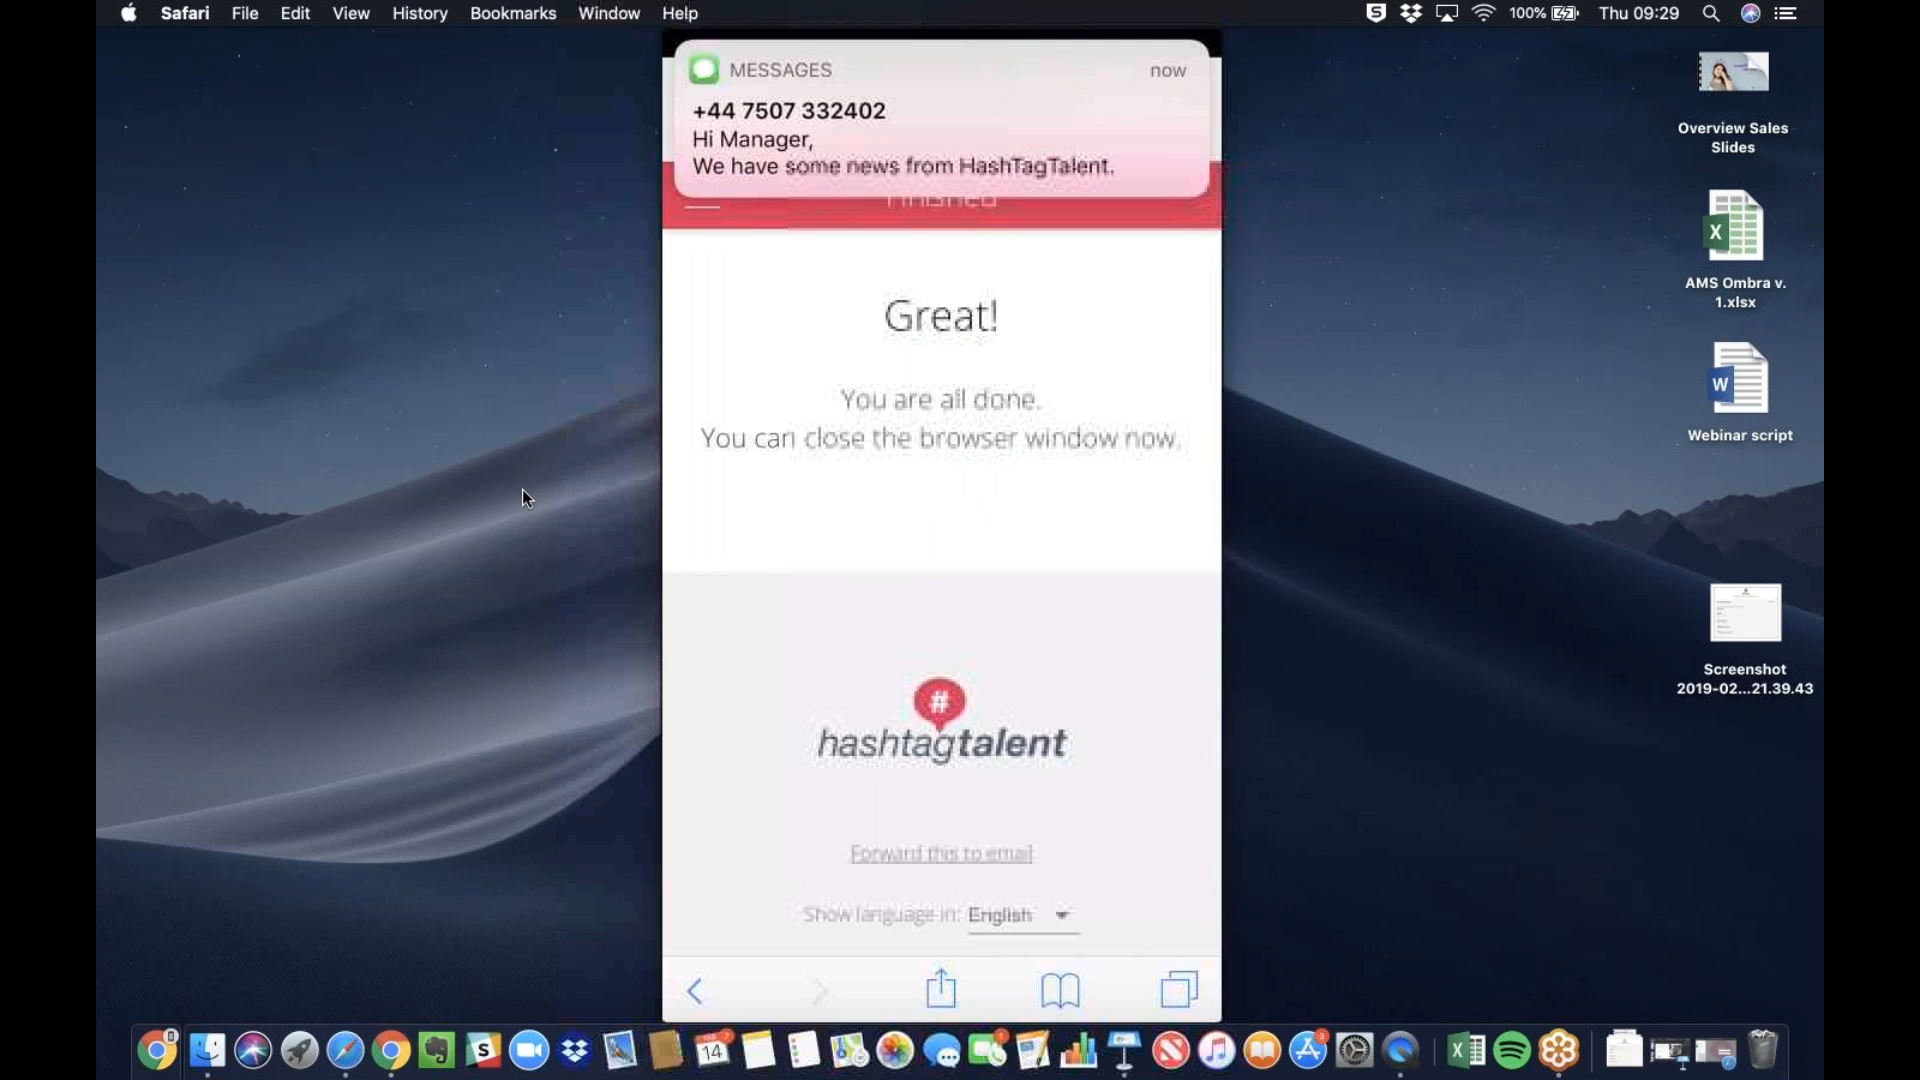 Safari File Edit View History Bookmarks Window Help
100% Thu 09:29
MESSAGES now
+44 7507 332402
Hi Manager,
We have some news from HashTagTalent.
Finished
Great!
You are all done.
You can close the browser window now.
#
hashtagtalent
Forward this to email
Show language in: English
Overview Sales
Slides
X
AMS Ombra v.
1.xlsx
W
Webinar script
Screenshot
2019-02...21.39.43
S
14